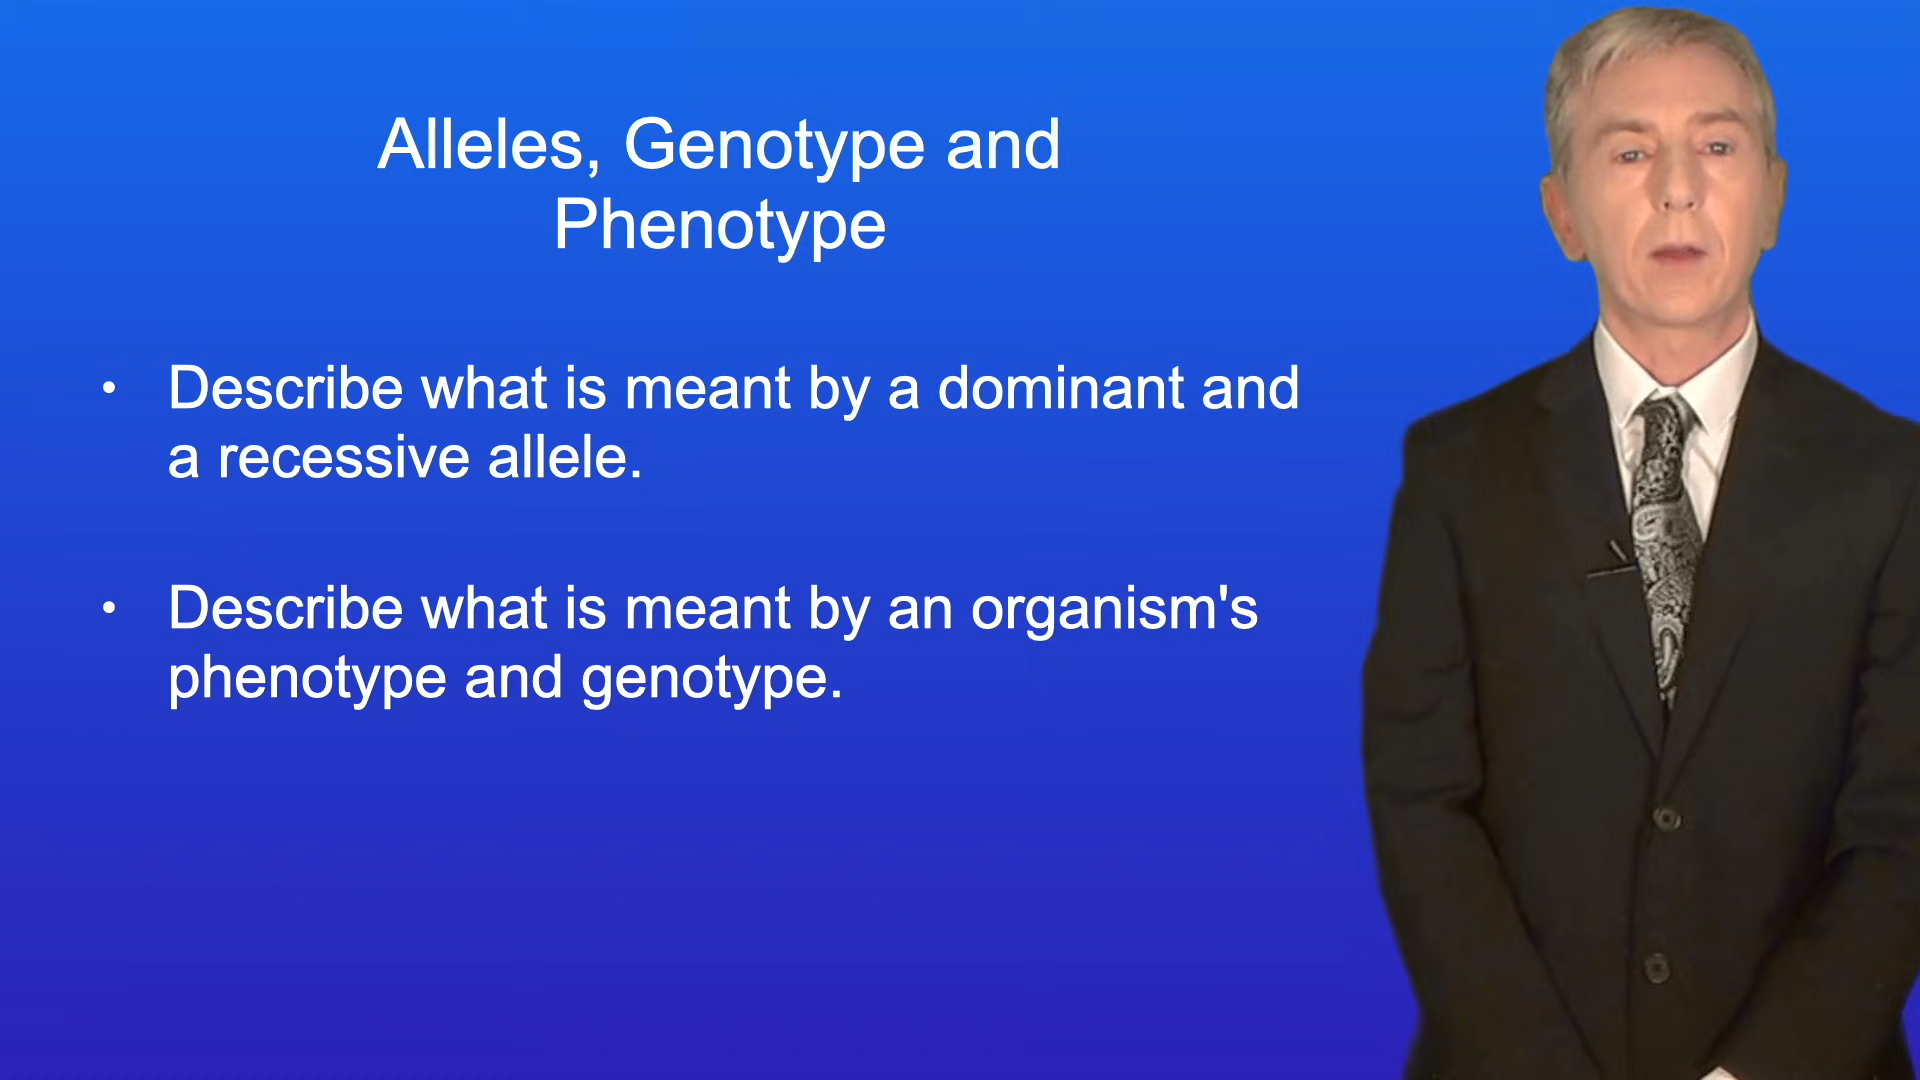 Alleles, Genotype and
Phenotype
• Describe what is meant by a dominant and
a recessive allele.
• Describe what is meant by an organism's
phenotype and genotype.